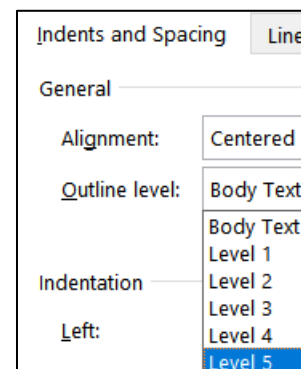 Indents and Spacing Line
General
Alignment: Centered
Outline level: Body Text
Body Text
Level 1
Level 2
Indentation
Level 3
Left: Level 4
Level 5